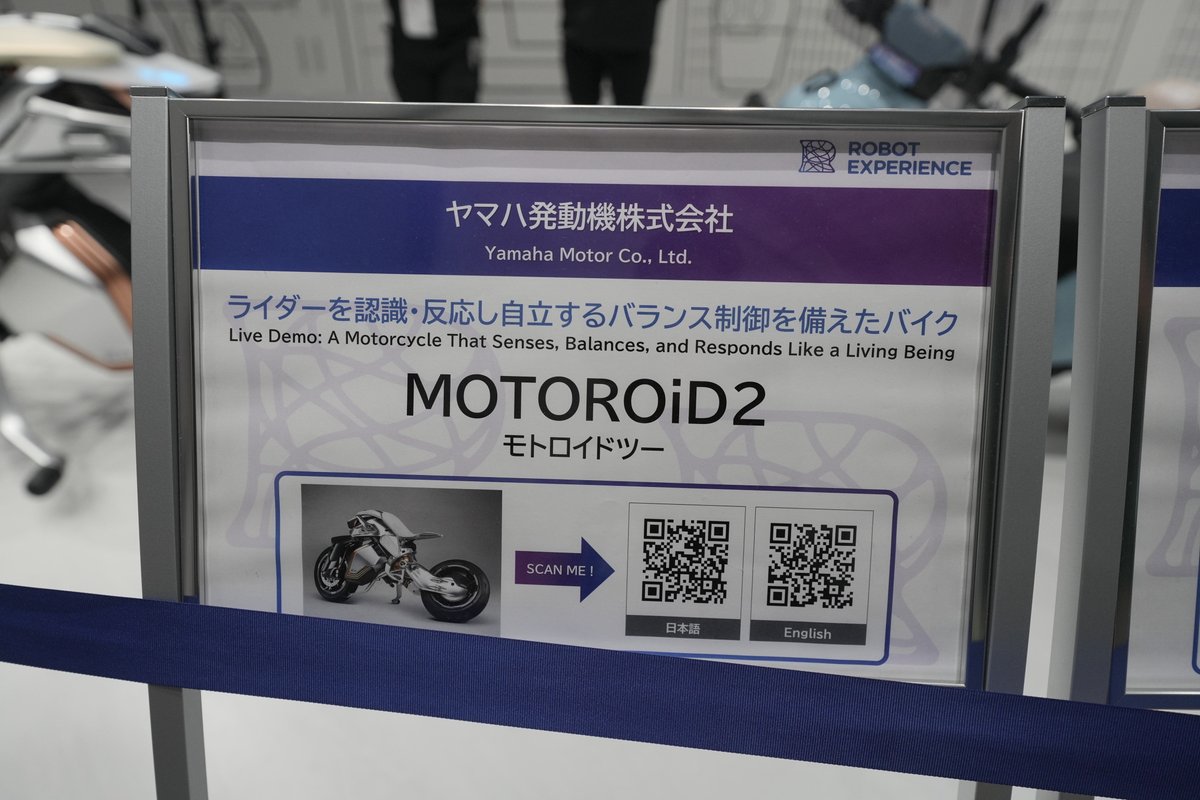 ROBOT
EXPERIENCE
ヤマハ発動機株式会社
Yamaha Motor Co., Ltd.
ライダーを認識・反応し自立するバランス制御を備えたバイク
Live Demo: A Motorcycle That Senses, Balances, and Responds Like a Living Being
MOTOROiD2
モトロイドツー
SCAN ME !
日本語
English